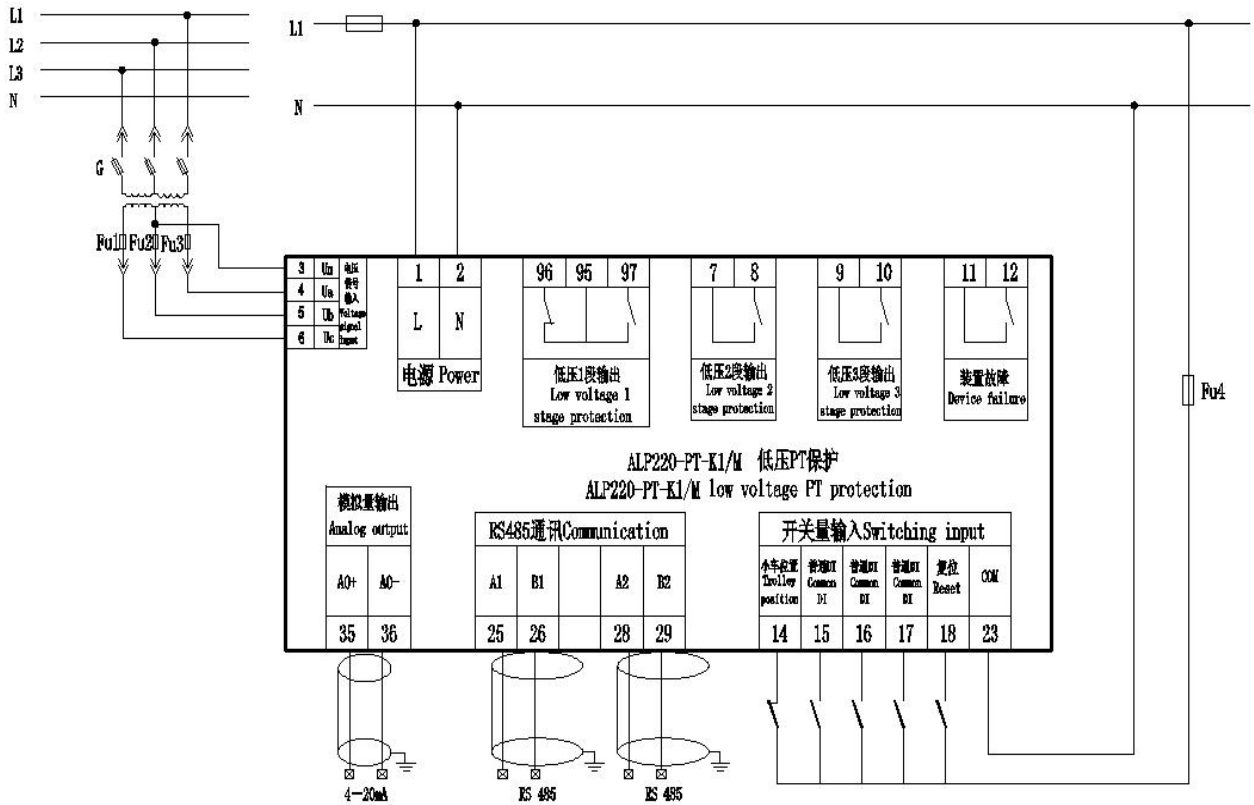 L1
L2
L3
N
L1
N
G
Fu1
Fu2
Fu3
3 Un
4 Ua
5 Ub
6 Uc
电压
信号
输入
Voltage
signal
input
1 2
L N
电源 Power
96 95 97
低压1段输出
Low voltage 1
stage protection
7 8
低压2段输出
Low voltage 2
stage protection
9 10
低压3段输出
Low voltage 3
stage protection
11 12
装置故障
Device failure
Fu4
ALP220-PT-K1/M 低压PT保护
ALP220-PT-K1/M low voltage PT protection
模拟量输出
Analog output
AO+ AO-
35 36
RS485通讯Communication
A1 B1 A2 B2
25 26 28 29
开关量输入Switching input
小车位置
Trolley
position
普通DI
Common
DI
普通DI
Common
DI
普通DI
Common
DI
复位
Reset
COM
14 15 16 17 18 23
4-20mA
RS 485
RS 485